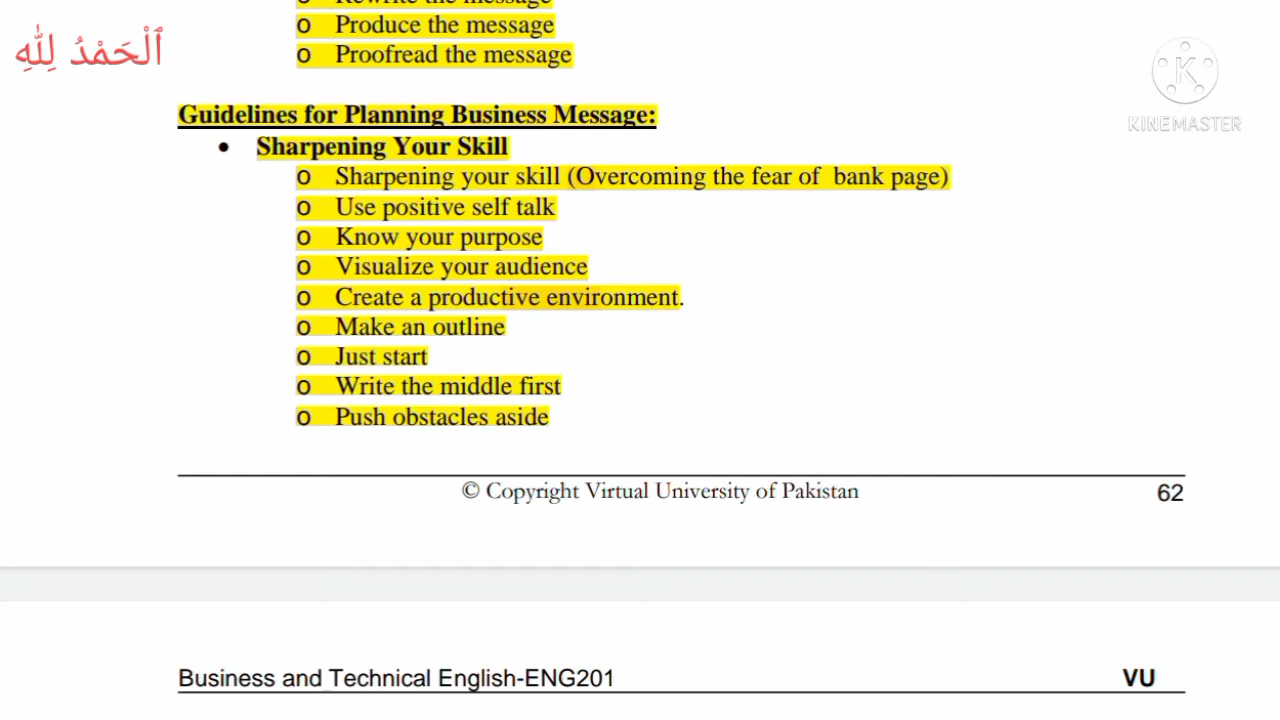 o Rewrite the message
o Produce the message
ٱلْحَمْدُ لِلَّٰهِ
o Proofread the message
K
KINEMASTER
Guidelines for Planning Business Message:
• Sharpening Your Skill
o Sharpening your skill (Overcoming the fear of bank page)
o Use positive self talk
o Know your purpose
o Visualize your audience
o Create a productive environment.
o Make an outline
o Just start
o Write the middle first
o Push obstacles aside
© Copyright Virtual University of Pakistan 62
Business and Technical English-ENG201 VU